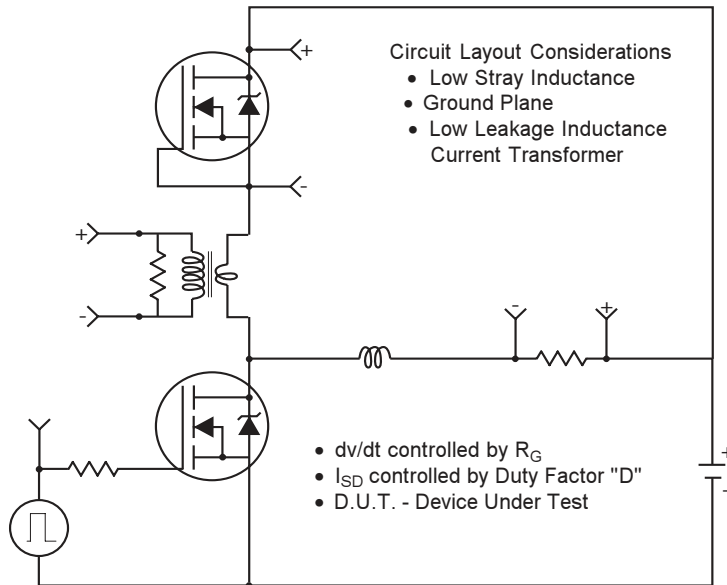 +
Circuit Layout Considerations
• Low Stray Inductance
• Ground Plane
• Low Leakage Inductance
Current Transformer
-
+
-
-
+
• dv/dt controlled by RG
• ISD controlled by Duty Factor "D"
• D.U.T. - Device Under Test
+
-